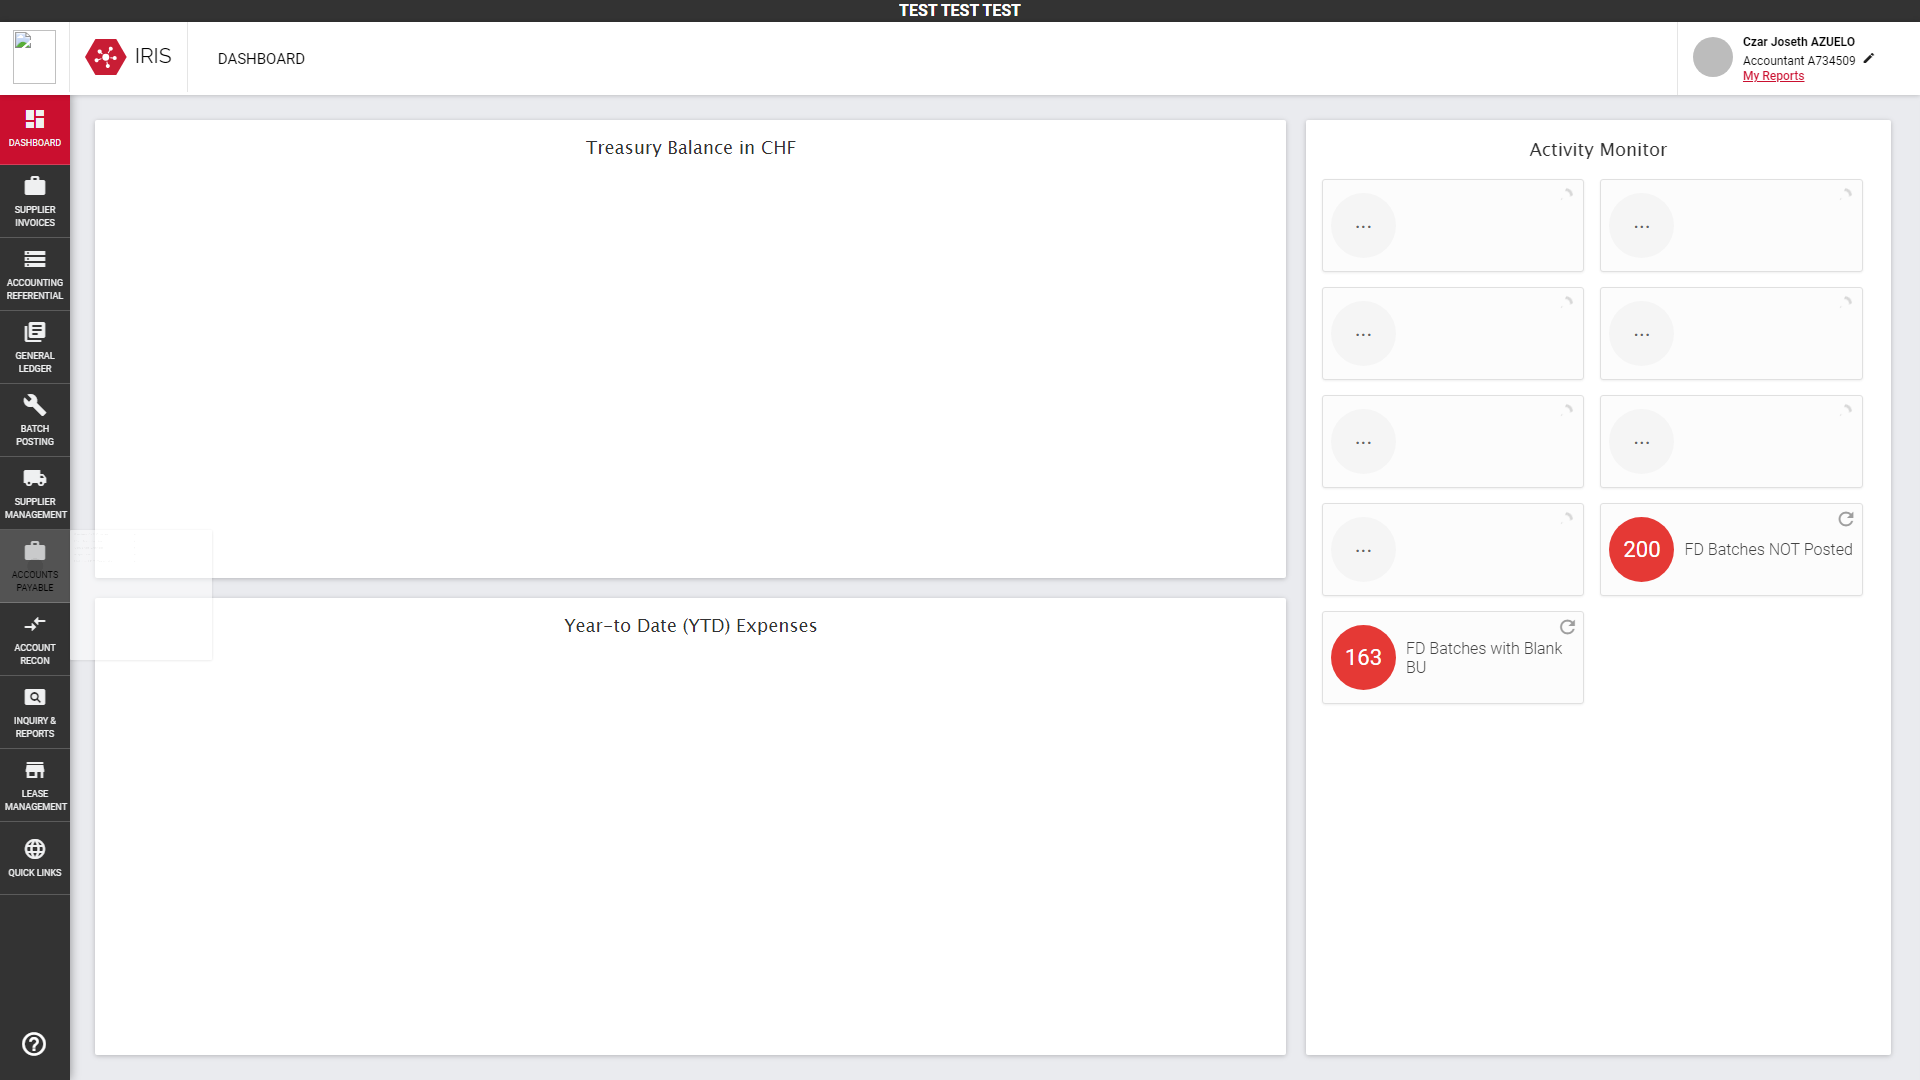 TEST TEST TEST
IRIS
DASHBOARD
Czar Joseth AZUELO
Accountant A734509
My Reports
DASHBOARD
SUPPLIER
INVOICES
ACCOUNTING
REFERENTIAL
GENERAL
LEDGER
BATCH
POSTING
SUPPLIER
MANAGEMENT
ACCOUNTS
PAYABLE
ACCOUNT
RECON
INQUIRY &
REPORTS
LEASE
MANAGEMENT
QUICK LINKS
Treasury Balance in CHF
Year-to Date (YTD) Expenses
Activity Monitor
...
...
...
...
...
...
...
200
FD Batches NOT Posted
163
FD Batches with Blank
BU